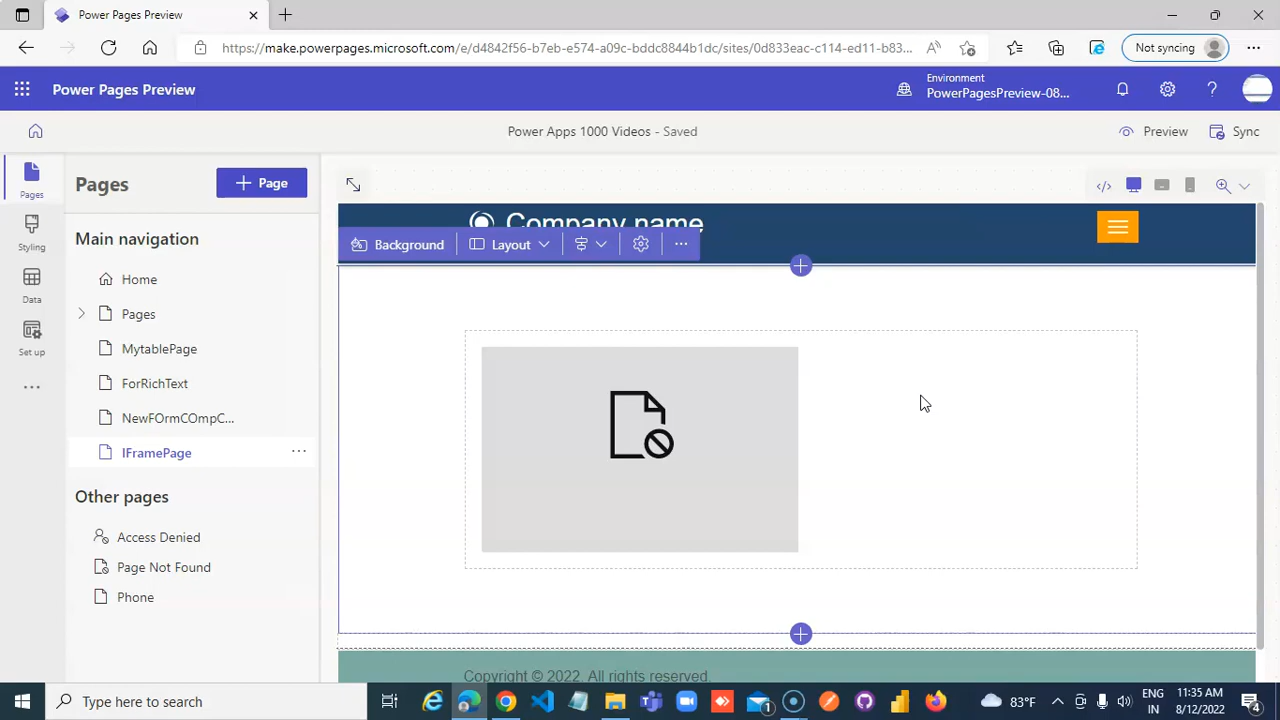 Power Pages Preview
https://make.powerpages.microsoft.com/e/d4842f56-b7eb-e574-a09c-bddc8844b1dc/sites/0d833eac-c114-ed11-b83...
Not syncing
Power Pages Preview
Environment
PowerPagesPreview-08...
Power Apps 1000 Videos - Saved
Preview
Sync
Pages
Pages
Page
Styling
Data
Set up
Main navigation
Home
Pages
MytablePage
ForRichText
NewFOrmCOmpC...
IFramePage
Other pages
Access Denied
Page Not Found
Phone
Company name
Background
Layout
Copyright © 2022. All rights reserved.
Type here to search
1
83°F
ENG
IN
11:35 AM
8/12/2022
4